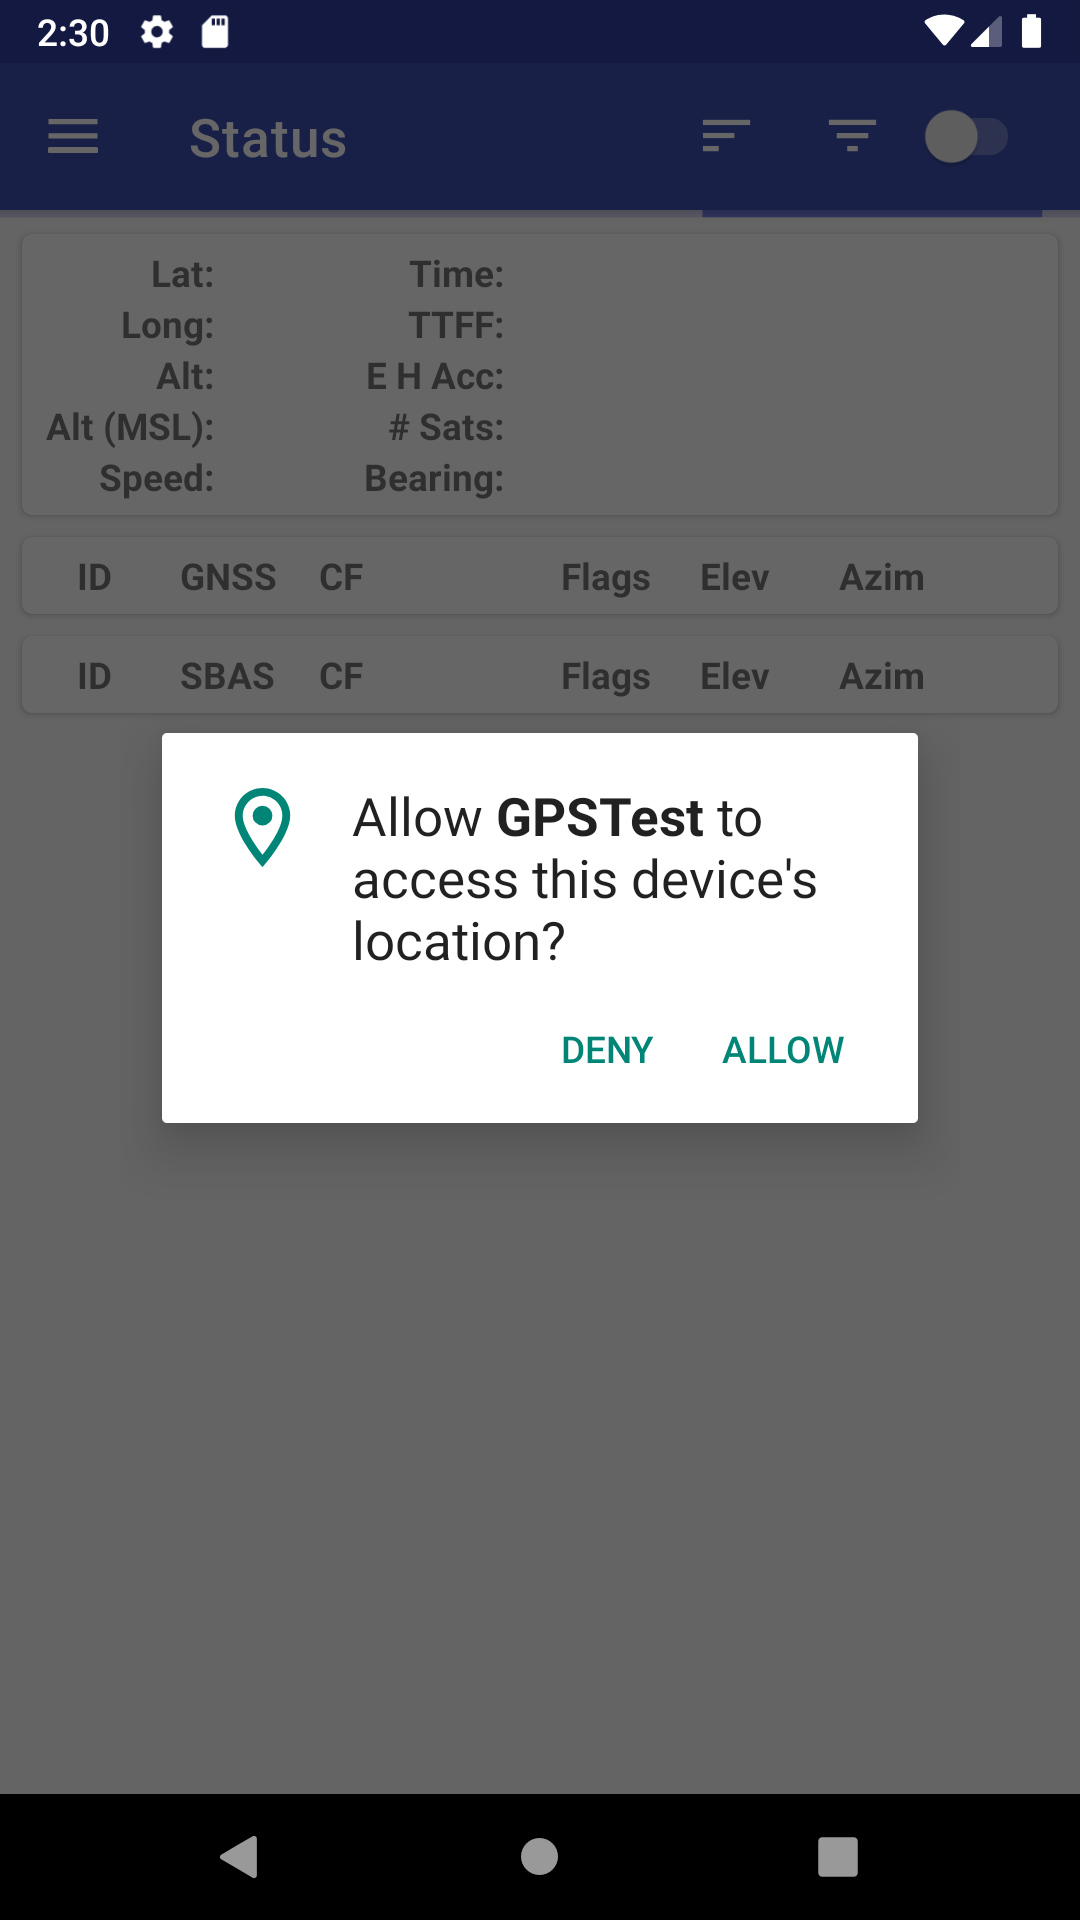 2:30
Status
Lat: Time:
Long: TTFF:
Alt: E H Acc:
Alt (MSL): # Sats:
Speed: Bearing:
ID GNSS CF Flags Elev Azim
ID SBAS CF Flags Elev Azim
Allow GPSTest to
access this device's
location?
DENY ALLOW